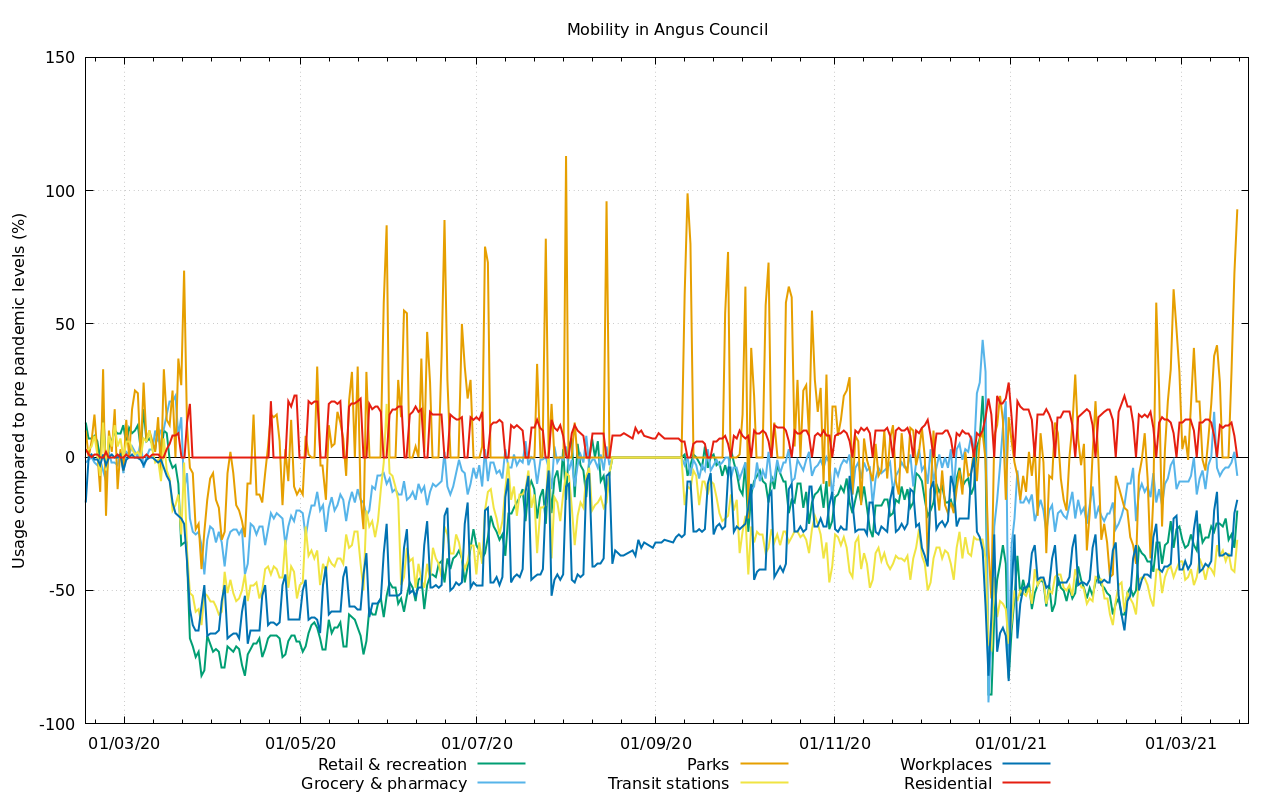 Mobility in Angus Council
150
100
50
0
-50
-100
Usage compared to pre pandemic levels (%)
01/03/20 01/05/20 01/07/20 01/09/20 01/11/20 01/01/21 01/03/21
Retail & recreation Parks Workplaces
Grocery & pharmacy Transit stations Residential